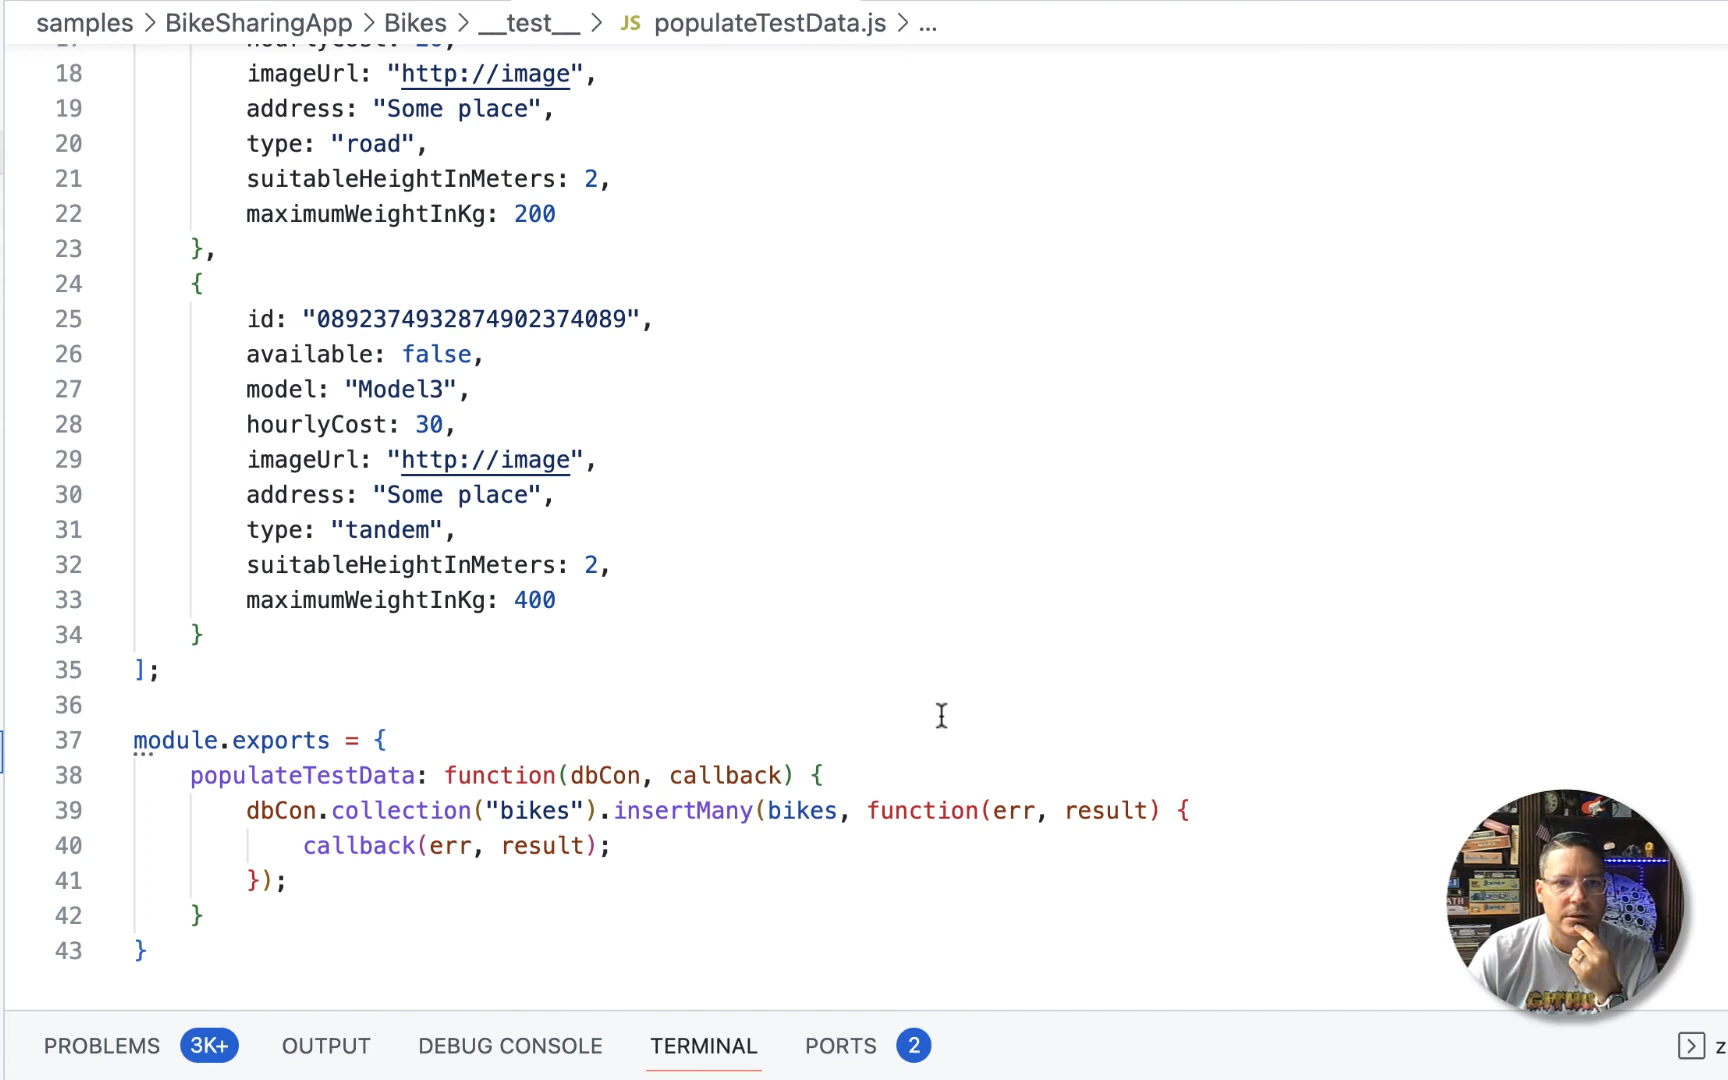 samples > BikeSharingApp > Bikes > __test__ > JS populateTestData.js > ...
17 hourlyCost: 20,
18 imageUrl: "http://image",
19 address: "Some place",
20 type: "road",
21 suitableHeightInMeters: 2,
22 maximumWeightInKg: 200
23 },
24 {
25 id: "0892374932874902374089",
26 available: false,
27 model: "Model3",
28 hourlyCost: 30,
29 imageUrl: "http://image",
30 address: "Some place",
31 type: "tandem",
32 suitableHeightInMeters: 2,
33 maximumWeightInKg: 400
34 }
35 ];
36
37 module.exports = {
38 populateTestData: function(dbCon, callback) {
39 dbCon.collection("bikes").insertMany(bikes, function(err, result) {
40 callback(err, result);
41 });
42 }
43 }
PROBLEMS 3K+ OUTPUT DEBUG CONSOLE TERMINAL PORTS 2 z